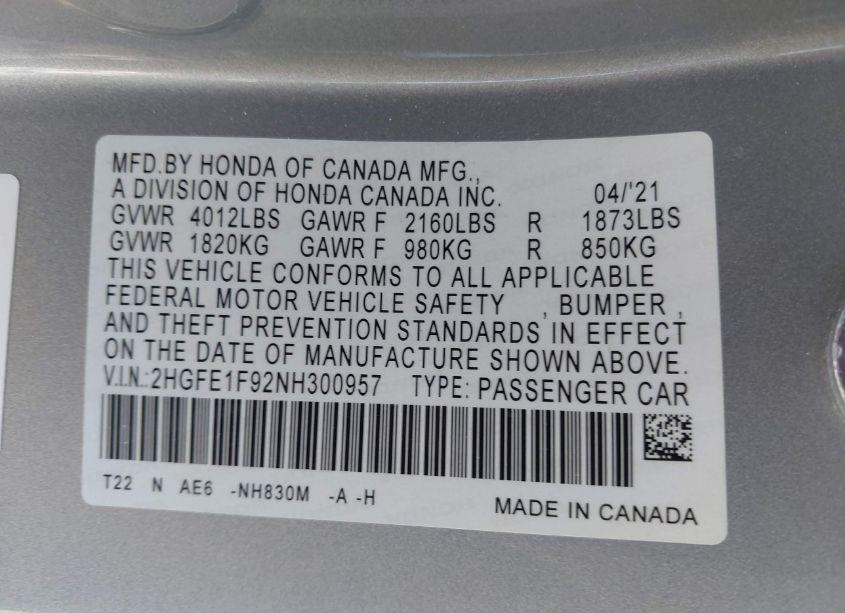 MFD.BY HONDA OF CANADA MFG.,
A DIVISION OF HONDA CANADA INC. 04/'21
GVWR 4012LBS GAWR F 2160LBS R 1873LBS
GVWR 1820KG GAWR F 980KG R 850KG
THIS VEHICLE CONFORMS TO ALL APPLICABLE
FEDERAL MOTOR VEHICLE SAFETY , BUMPER ,
AND THEFT PREVENTION STANDARDS IN EFFECT
ON THE DATE OF MANUFACTURE SHOWN ABOVE.
V.I.N.:2HGFE1F92NH300957 TYPE: PASSENGER CAR
T22 N AE6 -NH830M -A -H
MADE IN CANADA